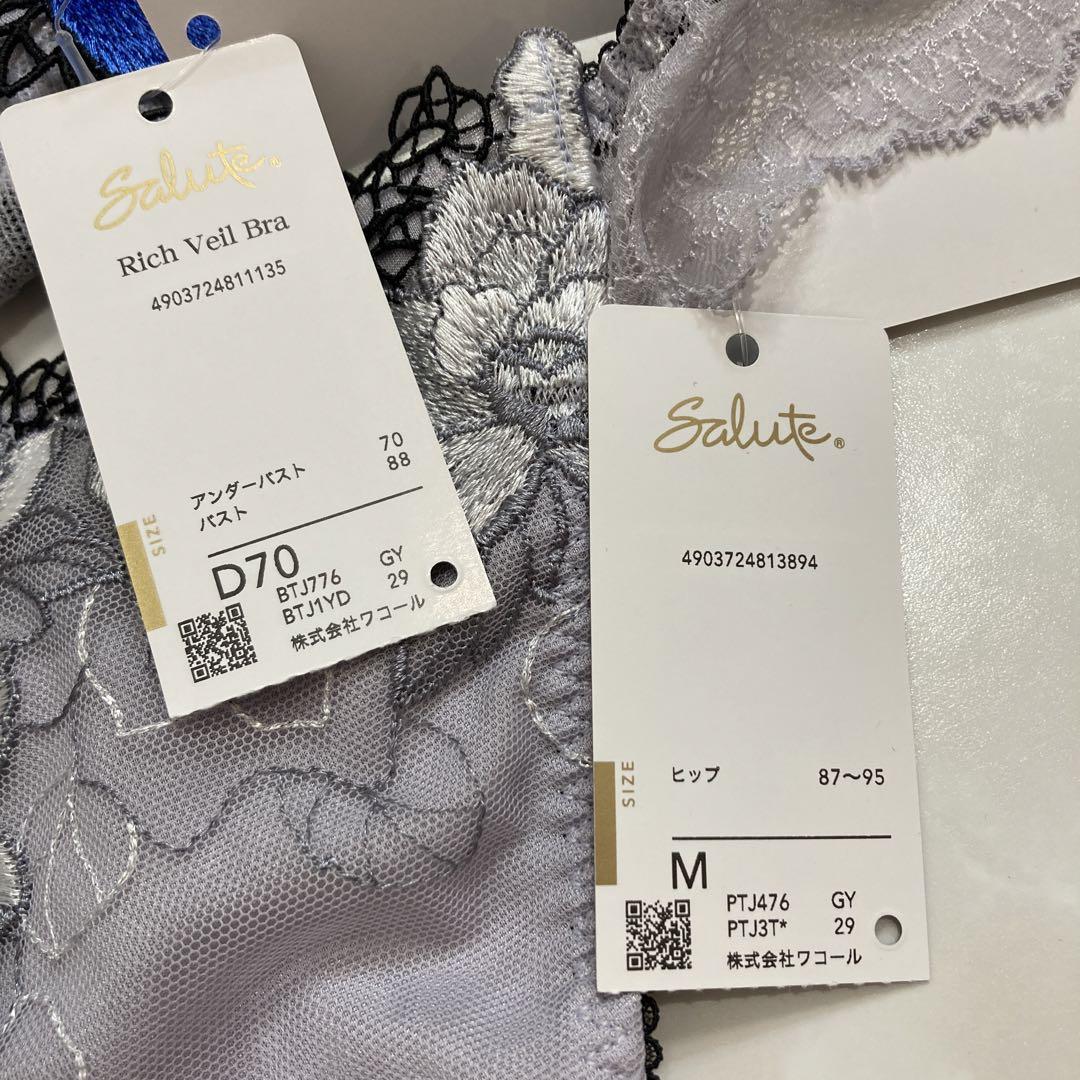 Salute®
Rich Veil Bra
4903724811135
アンダーバスト 70
バスト 88
SIZE
D70
BTJ776 GY
BTJ1YD 29
株式会社ワコール
Salute®
4903724813894
SIZE
ヒップ 87〜95
M
PTJ476 GY
PTJ3T* 29
株式会社ワコール